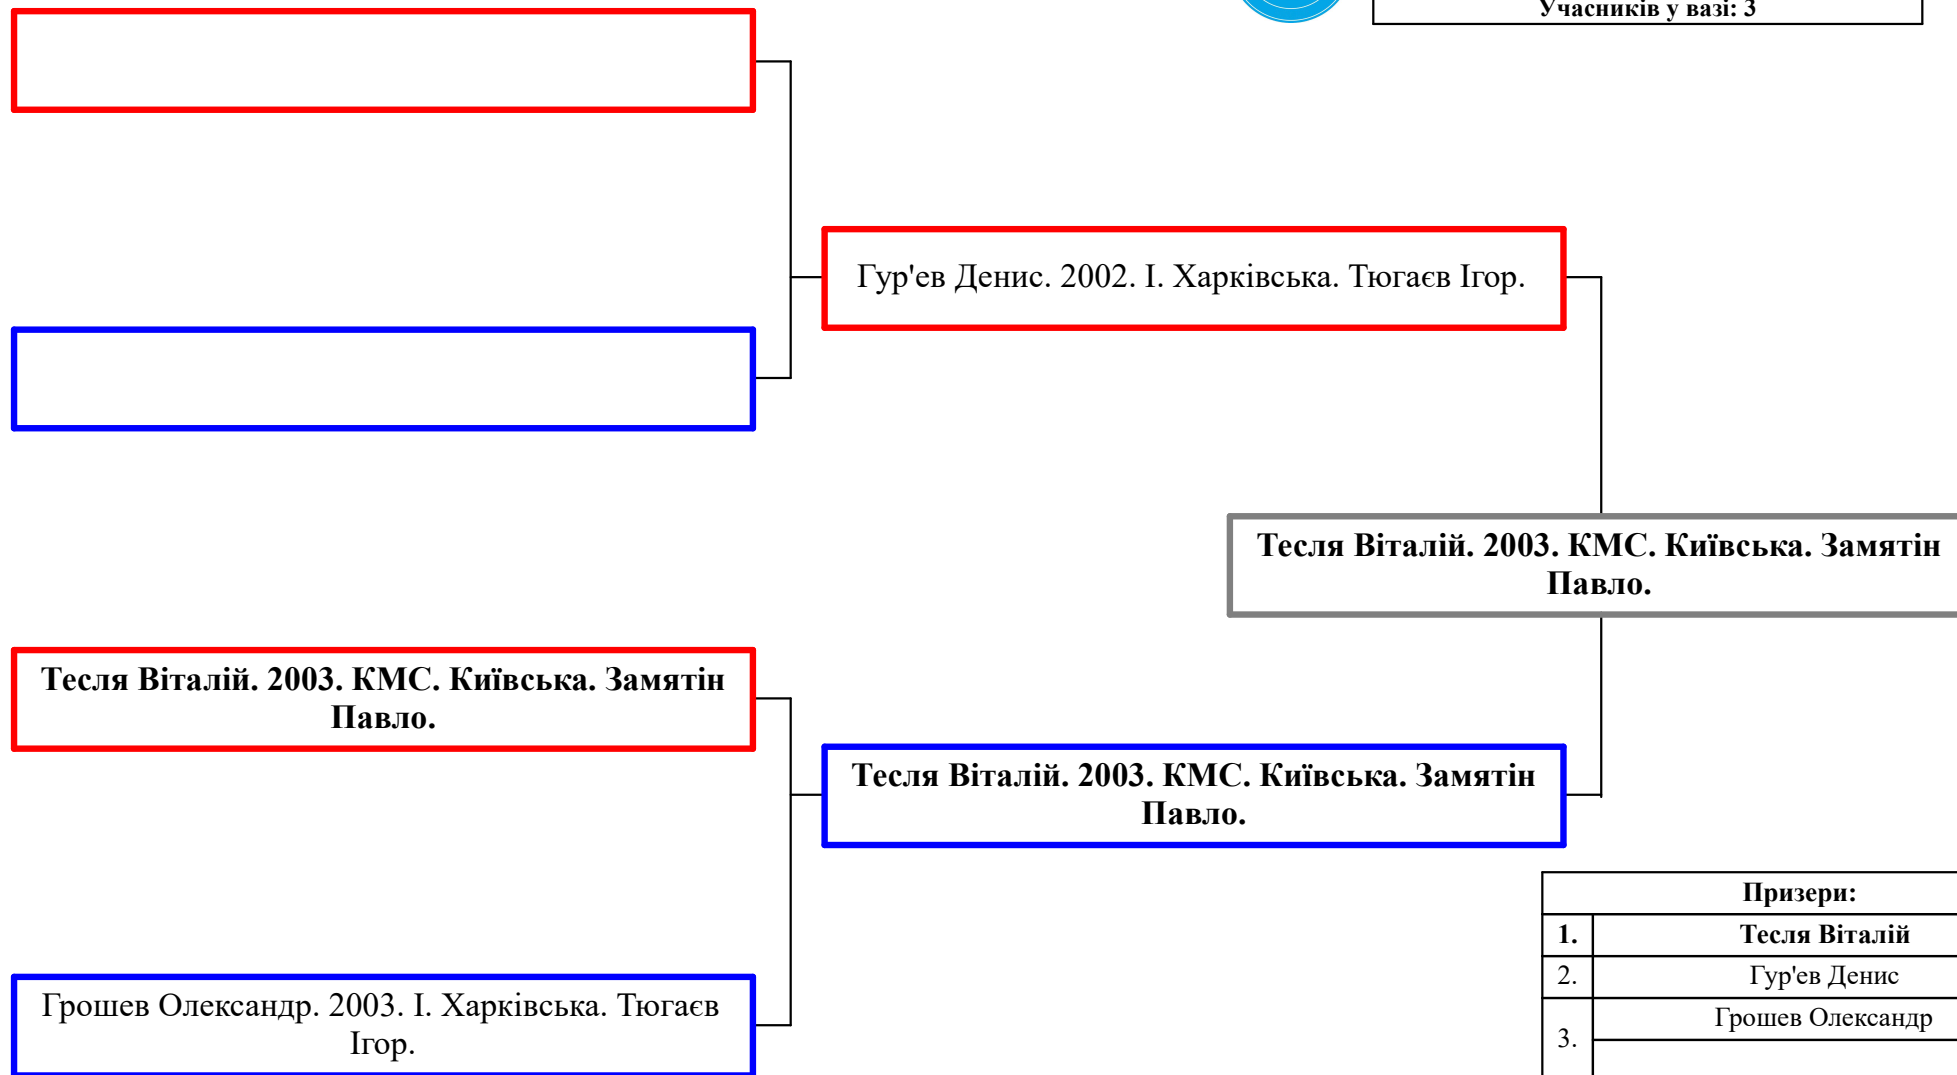 Учасників у вазі: 3
Гур'ев Денис. 2002. І. Харківська. Тюгаєв Ігор.
Тесля Віталій. 2003. КМС. Київська. Замятін
Павло.
Тесля Віталій. 2003. КМС. Київська. Замятін
Павло.
Тесля Віталій. 2003. КМС. Київська. Замятін
Павло.
Грошев Олександр. 2003. І. Харківська. Тюгаєв
Ігор.
Призери:
1. Тесля Віталій
2. Гур'ев Денис
3. Грошев Олександр